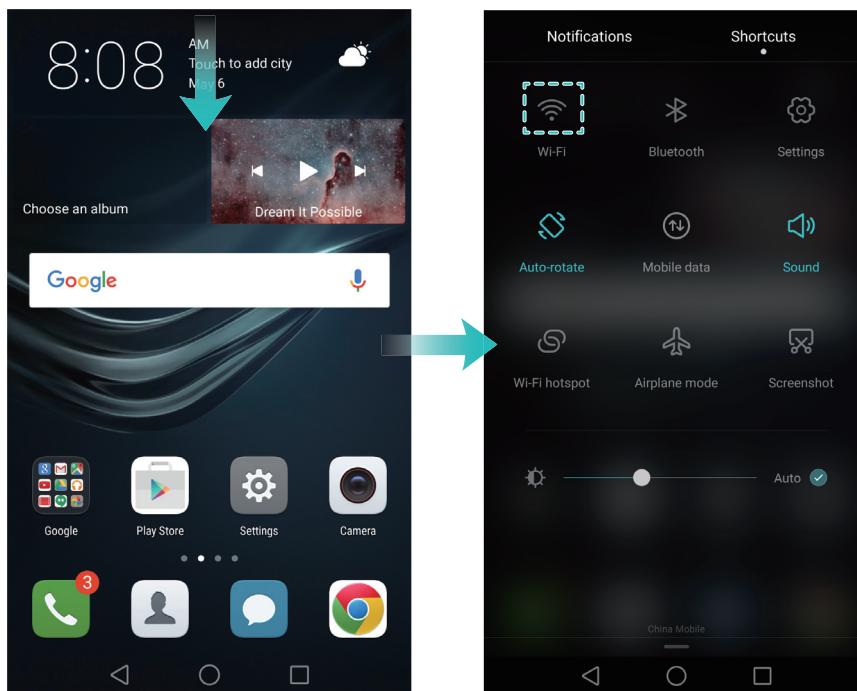 8:08
AM
Touch to add city
May 6
Choose an album
Dream It Possible
Google
Google
Play Store
Settings
Camera
3
Notifications
Shortcuts
Wi-Fi
Bluetooth
Settings
Auto-rotate
Mobile data
Sound
Wi-Fi hotspot
Airplane mode
Screenshot
Auto
China Mobile